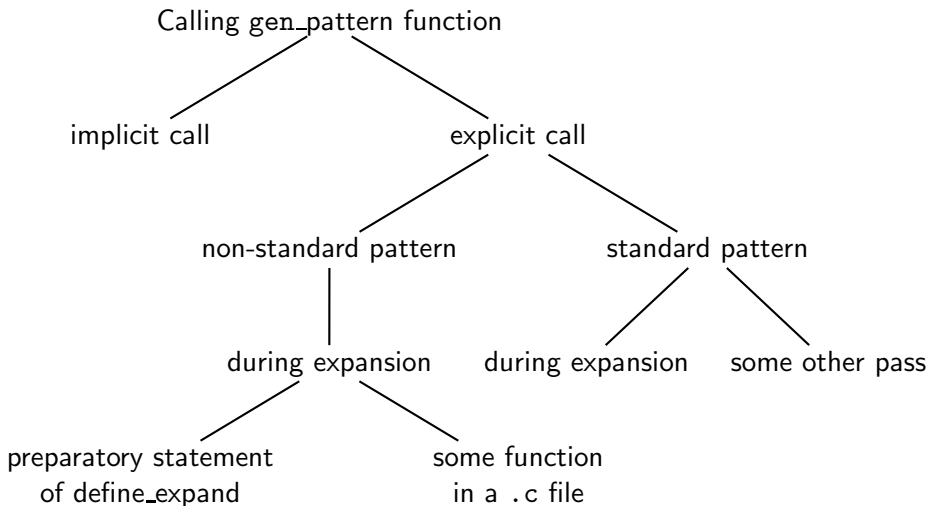 Calling gen_pattern function
implicit call
explicit call
non-standard pattern
standard pattern
during expansion
during expansion
some other pass
preparatory statement
of define_expand
some function
in a .c file